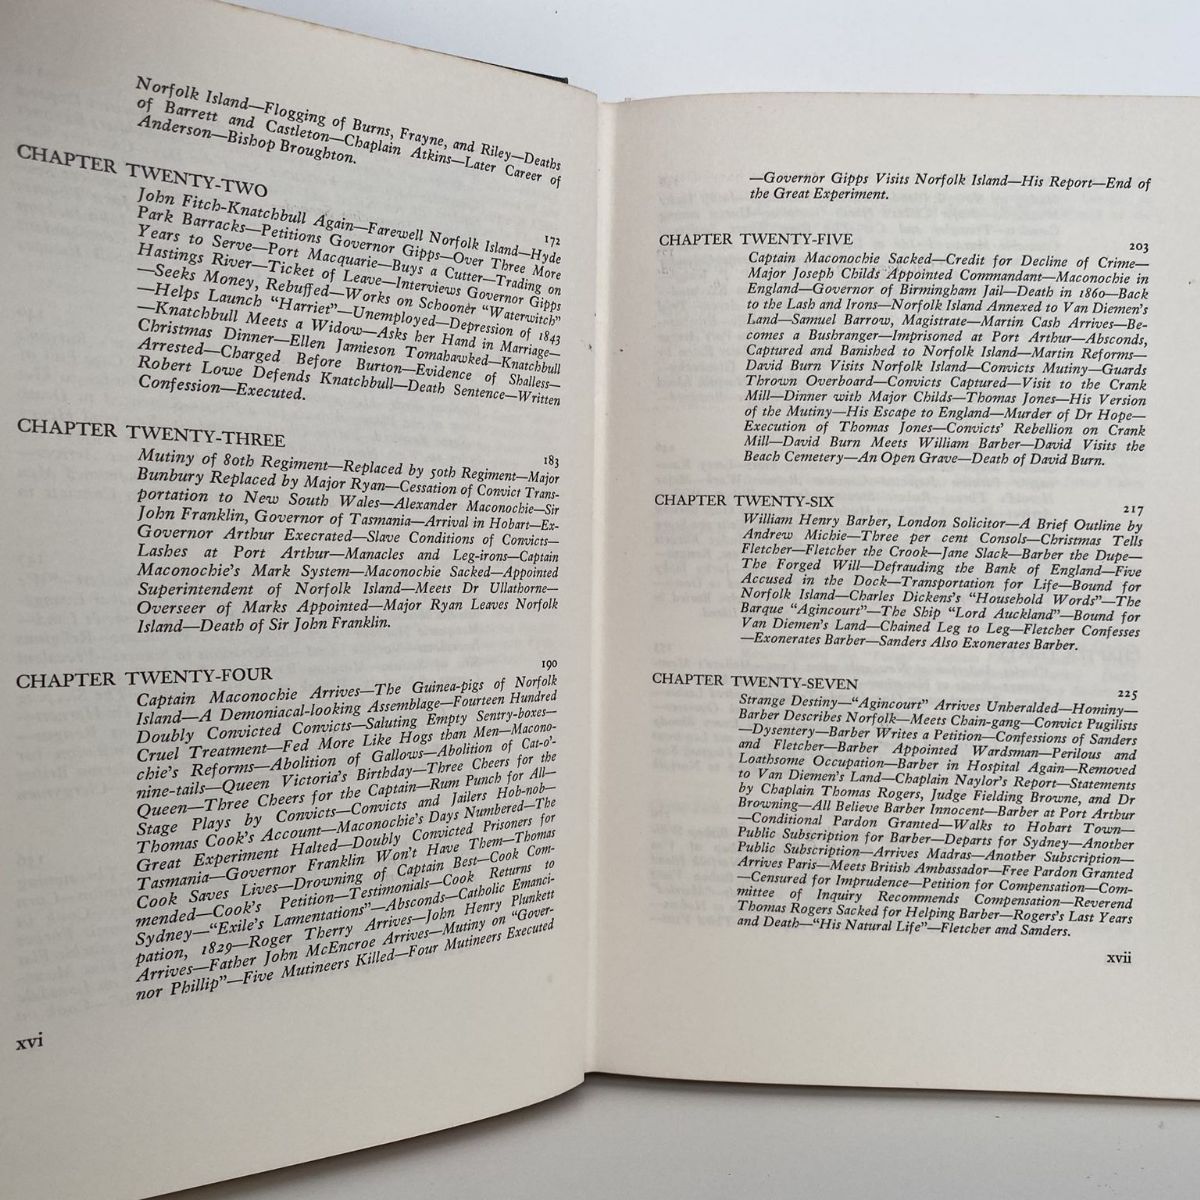 Norfolk Island—Flogging of Burns, Frayne, and Riley—Deaths
of Barrett and Castleton—Chaplain Atkins—Later Career of
Anderson—Bishop Broughton.
CHAPTER TWENTY-TWO
172
John Fitch-Knatchbull Again—Farewell Norfolk Island—Hyde
Park Barracks—Petitions Governor Gipps—Over Three More
Years to Serve—Port Macquarie—Buys a Cutter—Trading on
Hastings River—Ticket of Leave—Interviews Governor Gipps
—Seeks Money, Rebuffed—Works on Schooner "Waterwitch"
—Helps Launch "Harriet"—Unemployed—Depression of 1843
—Knatchbull Meets a Widow—Asks her Hand in Marriage—
Christmas Dinner—Ellen Jamieson Tomahawked—Knatchbull
Arrested—Charged Before Burton—Evidence of Shalless—
Robert Lowe Defends Knatchbull—Death Sentence—Written
Confession—Executed.
CHAPTER TWENTY-THREE
183
Mutiny of 80th Regiment—Replaced by 50th Regiment—Major
Bunbury Replaced by Major Ryan—Cessation of Convict Trans-
portation to New South Wales—Alexander Maconochie—Sir
John Franklin, Governor of Tasmania—Arrival in Hobart—Ex-
Governor Arthur Execrated—Slave Conditions of Convicts—
Lashes at Port Arthur—Manacles and Leg-irons—Captain
Maconochie's Mark System—Maconochie Sacked—Appointed
Superintendent of Norfolk Island—Meets Dr Ullathorne—
Overseer of Marks Appointed—Major Ryan Leaves Norfolk
Island—Death of Sir John Franklin.
CHAPTER TWENTY-FOUR
190
Captain Maconochie Arrives—The Guinea-pigs of Norfolk
Island—A Demoniacal-looking Assemblage—Fourteen Hundred
Doubly Convicted Convicts—Saluting Empty Sentry-boxes—
Cruel Treatment—Fed More Like Hogs than Men—Macono-
chie's Reforms—Abolition of Gallows—Abolition of Cat-o'-
nine-tails—Queen Victoria's Birthday—Three Cheers for the
Queen—Three Cheers for the Captain—Rum Punch for All—
Stage Plays by Convicts—Convicts and Jailers Hob-nob—
Thomas Cook's Account—Maconochie's Days Numbered—The
Great Experiment Halted—Doubly Convicted Prisoners for
Tasmania—Governor Franklin Won't Have Them—Thomas
Cook Saves Lives—Drowning of Captain Best—Cook Com-
mended—Cook's Petition—Testimonials—Cook Returns to
Sydney—"Exile's Lamentations"—Absconds—Catholic Emanci-
pation, 1829—Roger Therry Arrives—John Henry Plunkett
Arrives—Father John McEncroe Arrives—Mutiny on "Gover-
nor Phillip"—Five Mutineers Killed—Four Mutineers Executed
xvi
—Governor Gipps Visits Norfolk Island—His Report—End of
the Great Experiment.
CHAPTER TWENTY-FIVE
203
Captain Maconochie Sacked—Credit for Decline of Crime—
Major Joseph Childs Appointed Commandant—Maconochie in
England—Governor of Birmingham Jail—Death in 1860—Back
to the Lash and Irons—Norfolk Island Annexed to Van Diemen's
Land—Samuel Barrow, Magistrate—Martin Cash Arrives—Be-
comes a Bushranger—Imprisoned at Port Arthur—Absconds,
Captured and Banished to Norfolk Island—Martin Reforms—
David Burn Visits Norfolk Island—Convicts Mutiny—Guards
Thrown Overboard—Convicts Captured—Visit to the Crank
Mill—Dinner with Major Childs—Thomas Jones—His Version
of the Mutiny—His Escape to England—Murder of Dr Hope—
Execution of Thomas Jones—Convicts' Rebellion on Crank
Mill—David Burn Meets William Barber—David Visits the
Beach Cemetery—An Open Grave—Death of David Burn.
CHAPTER TWENTY-SIX
217
William Henry Barber, London Solicitor—A Brief Outline by
Andrew Michie—Three per cent Consols—Christmas Tells
Fletcher—Fletcher the Crook—Jane Slack—Barber the Dupe—
The Forged Will—Defrauding the Bank of England—Five
Accused in the Dock—Transportation for Life—Bound for
Norfolk Island—Charles Dickens's "Household Words"—The
Barque "Agincourt"—The Ship "Lord Auckland"—Bound for
Van Diemen's Land—Chained Leg to Leg—Fletcher Confesses
—Exonerates Barber—Sanders Also Exonerates Barber.
CHAPTER TWENTY-SEVEN
225
Strange Destiny—"Agincourt" Arrives Unheralded—Hominy—
Barber Describes Norfolk—Meets Chain-gang—Convict Pugilists
—Dysentery—Barber Writes a Petition—Confessions of Sanders
and Fletcher—Barber Appointed Wardsman—Perilous and
Loathsome Occupation—Barber in Hospital Again—Removed
to Van Diemen's Land—Chaplain Naylor's Report—Statements
by Chaplain Thomas Rogers, Judge Fielding Browne, and Dr
Browning—All Believe Barber Innocent—Barber at Port Arthur
—Conditional Pardon Granted—Walks to Hobart Town—
Public Subscription for Barber—Departs for Sydney—Another
Public Subscription—Arrives Madras—Another Subscription—
Arrives Paris—Meets British Ambassador—Free Pardon Granted
—Censured for Imprudence—Petition for Compensation—Com-
mittee of Inquiry Recommends Compensation—Reverend
Thomas Rogers Sacked for Helping Barber—Rogers's Last Years
and Death—"His Natural Life"—Fletcher and Sanders.
xvii